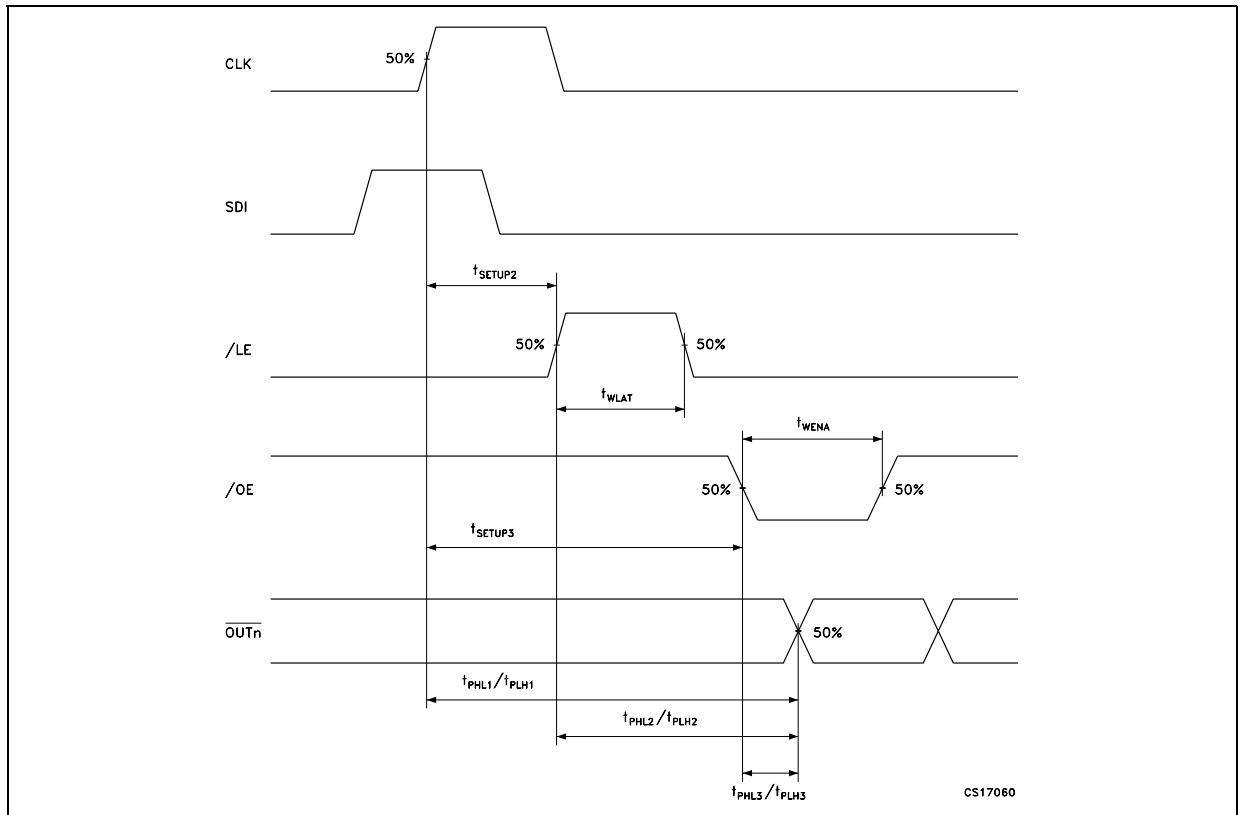 CLK
50%
SDI
tSETUP2
/LE
50%
50%
tWLAT
tWENA
/OE
50%
50%
tSETUP3
OUTn
50%
tPHL1/tPLH1
tPHL2/tPLH2
tPHL3/tPLH3
CS17060